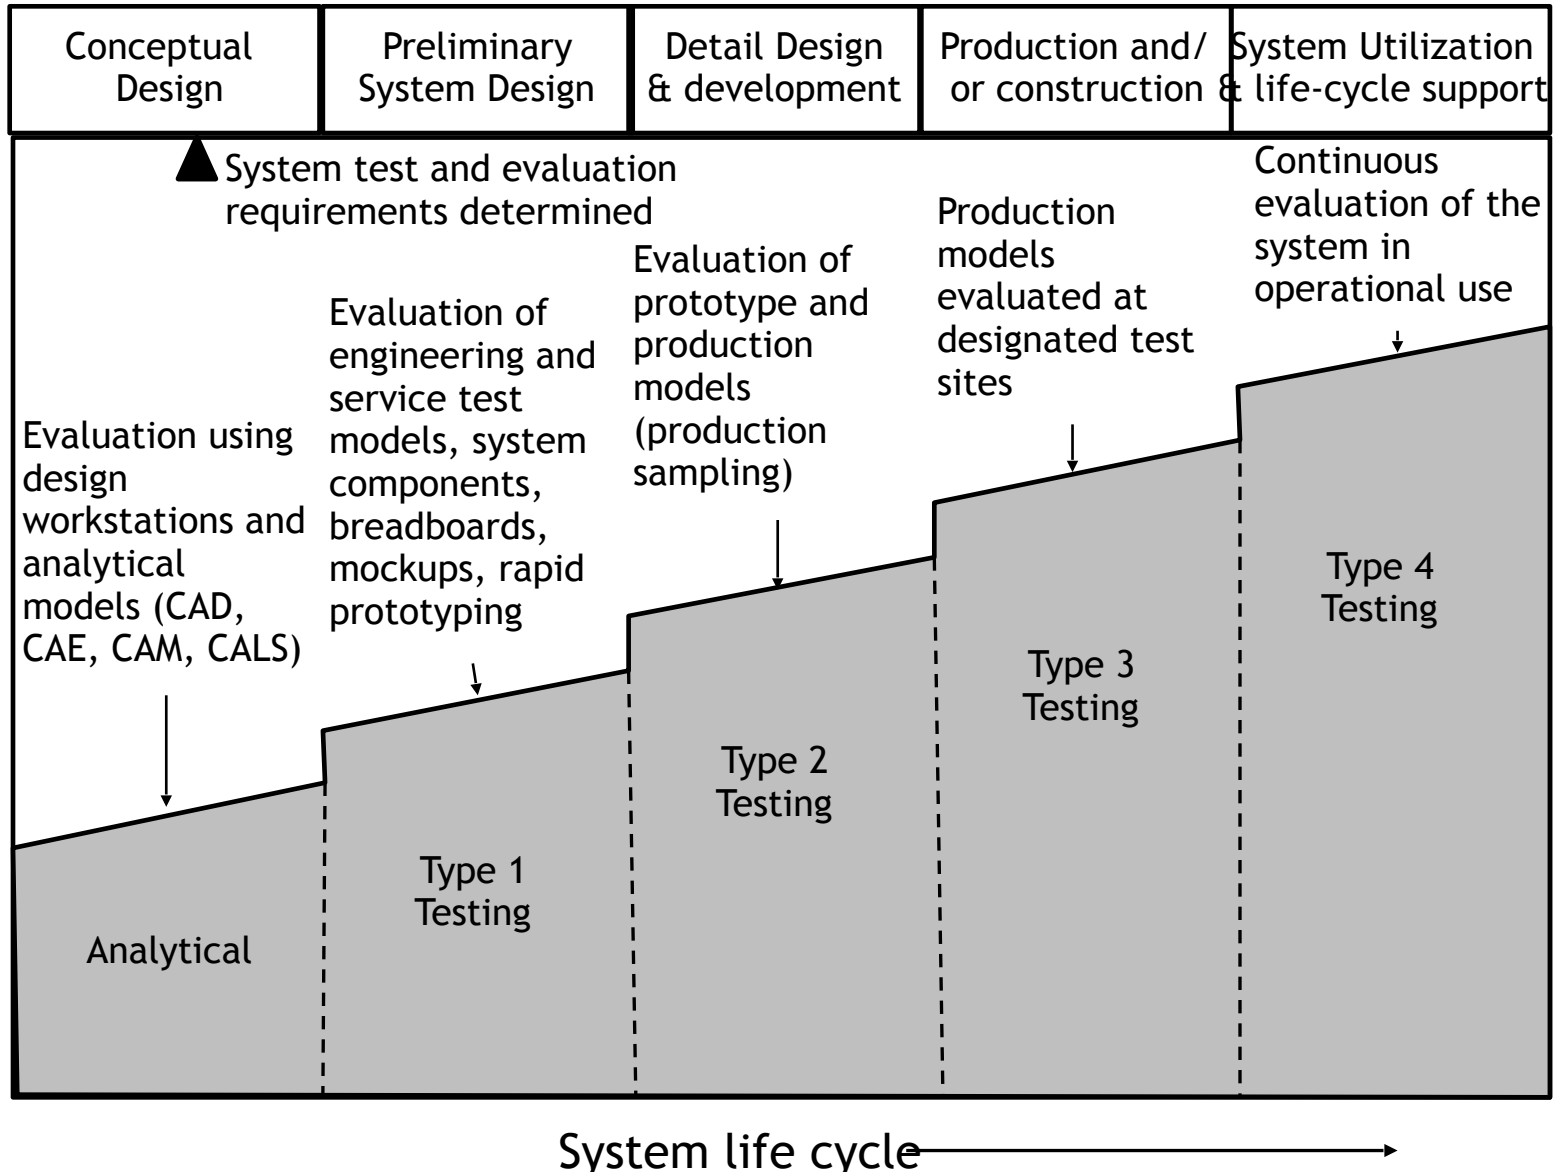 Conceptual
Design
Preliminary
System Design
Detail Design
& development
Production and/
or construction
System Utilization
& life-cycle support
System test and evaluation
requirements determined
Evaluation using
design
workstations and
analytical
models (CAD,
CAE, CAM, CALS)
Evaluation of
engineering and
service test
models, system
components,
breadboards,
mockups, rapid
prototyping
Evaluation of
prototype and
production
models
(production
sampling)
Production
models
evaluated at
designated test
sites
Continuous
evaluation of the
system in
operational use
Analytical
Type 1
Testing
Type 2
Testing
Type 3
Testing
Type 4
Testing
System life cycle